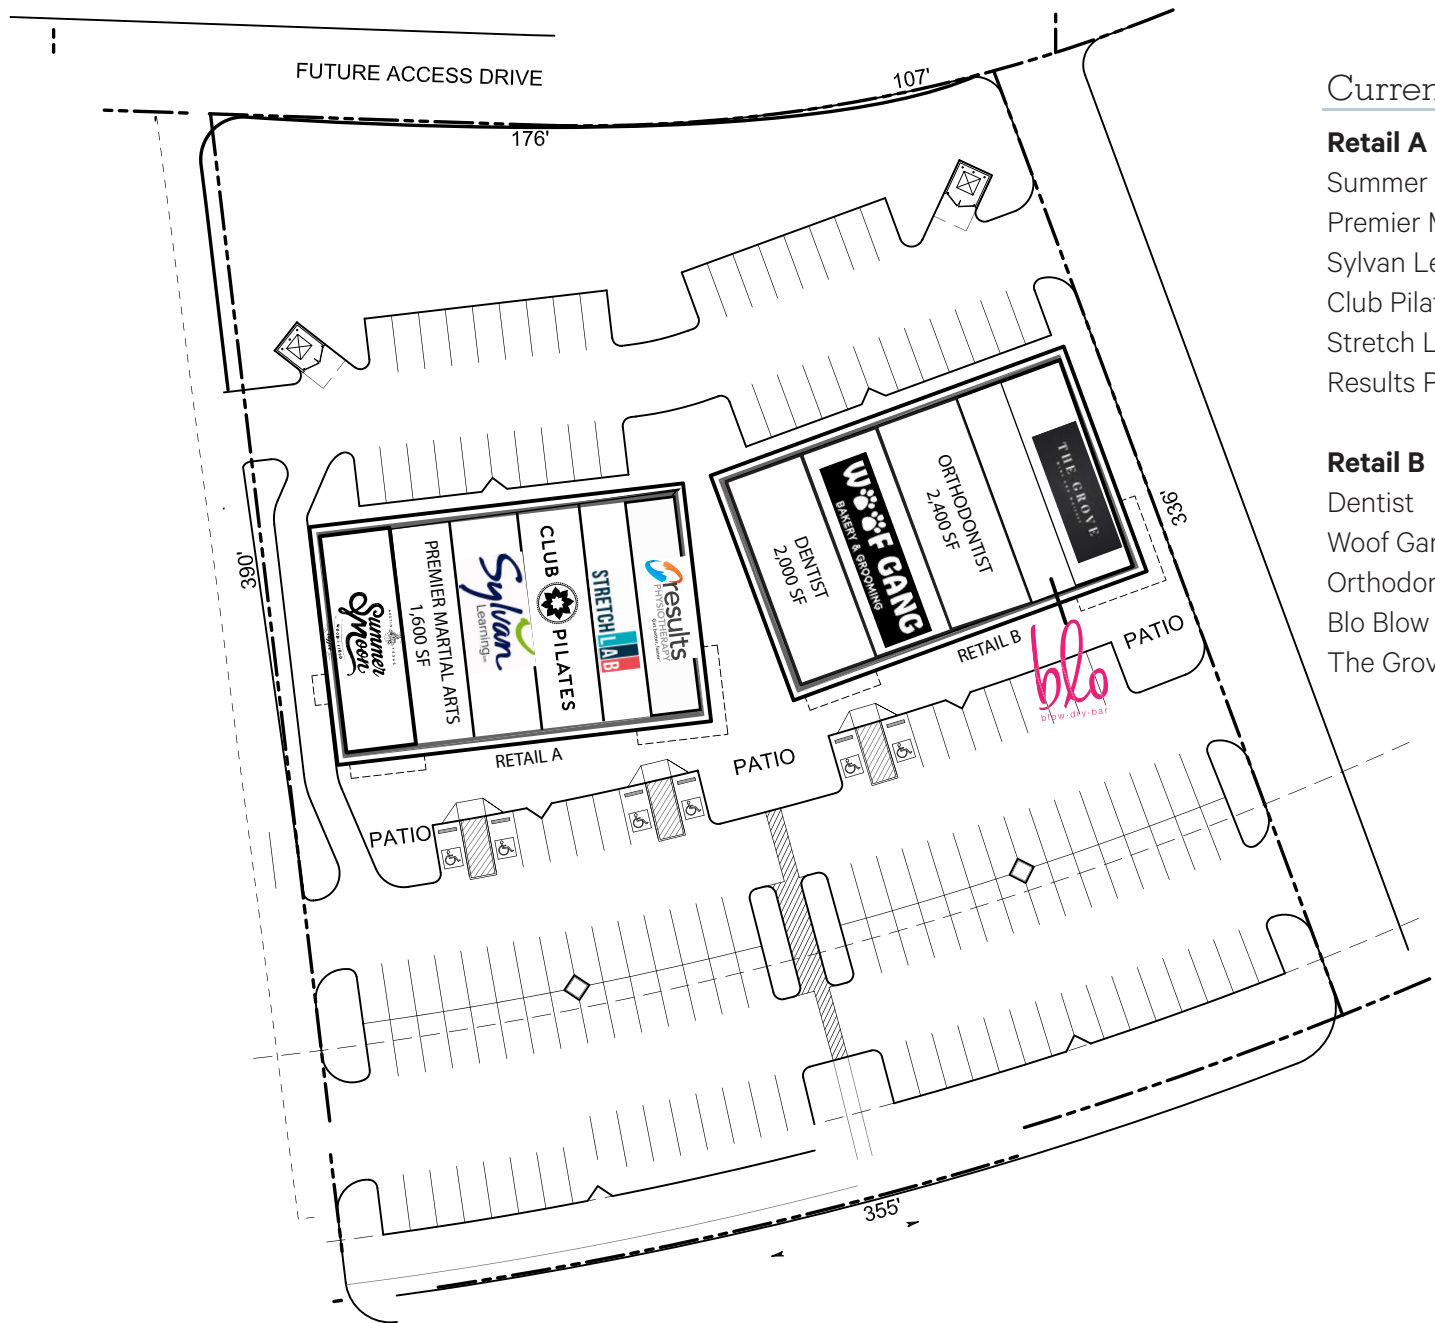 FUTURE ACCESS DRIVE
107'
176'
390'
336'
355'
Summer
Moon
PREMIER MARTIAL ARTS
1,600 SF
Sylvan
Learning
CLUB
PILATES
STRETCHLAB
results
PHYSIOTHERAPY
RETAIL A
PATIO
PATIO
DENTIST
2,000 SF
WOOF GANG
BAKERY & GROOMING
ORTHODONTIST
2,400 SF
THE GROVE
RETAIL B
blo
blow·dry·bar
PATIO
Curren
Retail A
Summer
Premier M
Sylvan Le
Club Pila
Stretch L
Results P
Retail B
Dentist
Woof Gar
Orthodor
Blo Blow
The Grov